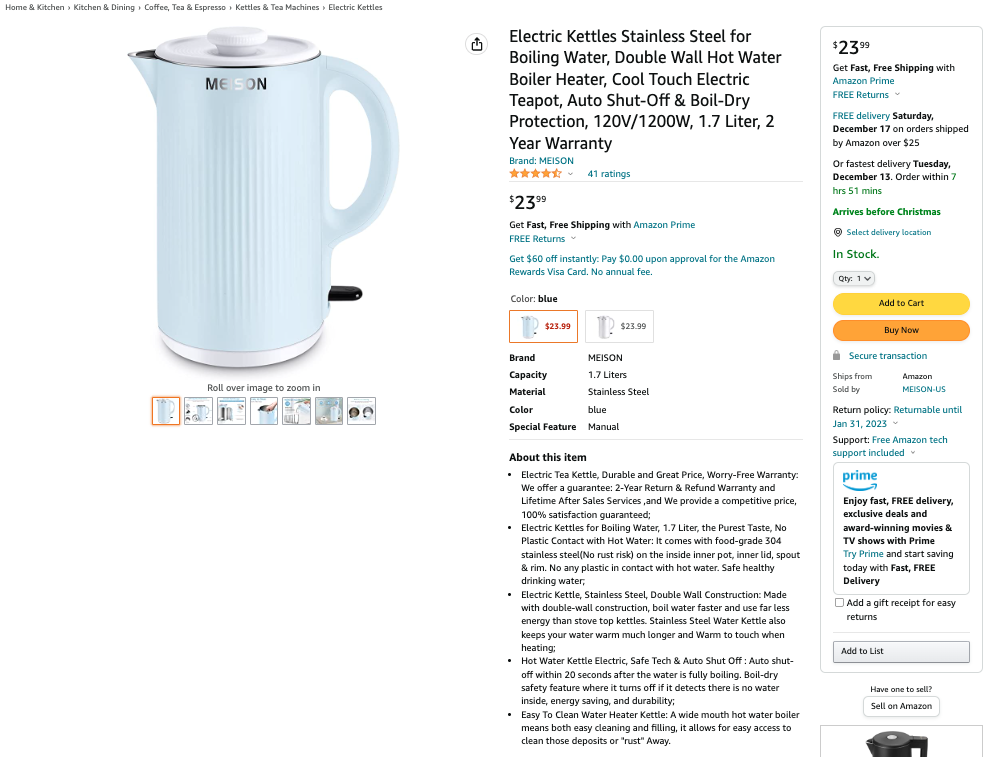 Home & Kitchen › Kitchen & Dining › Coffee, Tea & Espresso › Kettles & Tea Machines › Electric Kettles
MEISON
Roll over image to zoom in
Electric Kettles Stainless Steel for
Boiling Water, Double Wall Hot Water
Boiler Heater, Cool Touch Electric
Teapot, Auto Shut-Off & Boil-Dry
Protection, 120V/1200W, 1.7 Liter, 2
Year Warranty
Brand: MEISON
41 ratings
$23.99
Get Fast, Free Shipping with Amazon Prime
FREE Returns
Get $60 off instantly: Pay $0.00 upon approval for the Amazon
Rewards Visa Card. No annual fee.
Color: blue
$23.99 $23.99
Brand MEISON
Capacity 1.7 Liters
Material Stainless Steel
Color blue
Special Feature Manual
About this item
• Electric Tea Kettle, Durable and Great Price, Worry-Free Warranty:
We offer a guarantee: 2-Year Return & Refund Warranty and
Lifetime After Sales Services ,and We provide a competitive price,
100% satisfaction guaranteed;
• Electric Kettles for Boiling Water, 1.7 Liter, the Purest Taste, No
Plastic Contact with Hot Water: It comes with food-grade 304
stainless steel(No rust risk) on the inside inner pot, inner lid, spout
& rim. No any plastic in contact with hot water. Safe healthy
drinking water;
• Electric Kettle, Stainless Steel, Double Wall Construction: Made
with double-wall construction, boil water faster and use far less
energy than stove top kettles. Stainless Steel Water Kettle also
keeps your water warm much longer and Warm to touch when
heating;
• Hot Water Kettle Electric, Safe Tech & Auto Shut Off : Auto shut-
off within 20 seconds after the water is fully boiling. Boil-dry
safety feature where it turns off if it detects there is no water
inside, energy saving, and durability;
• Easy To Clean Water Heater Kettle: A wide mouth hot water boiler
means both easy cleaning and filling, it allows for easy access to
clean those deposits or "rust" Away.
$23.99
Get Fast, Free Shipping with
Amazon Prime
FREE Returns
FREE delivery Saturday,
December 17 on orders shipped
by Amazon over $25
Or fastest delivery Tuesday,
December 13. Order within 7
hrs 51 mins
Arrives before Christmas
Select delivery location
In Stock.
Qty: 1
Add to Cart
Buy Now
Secure transaction
Ships from Amazon
Sold by MEISON-US
Return policy: Returnable until
Jan 31, 2023
Support: Free Amazon tech
support included
prime
Enjoy fast, FREE delivery,
exclusive deals and
award-winning movies &
TV shows with Prime
Try Prime and start saving
today with Fast, FREE
Delivery
Add a gift receipt for easy
returns
Add to List
Have one to sell?
Sell on Amazon